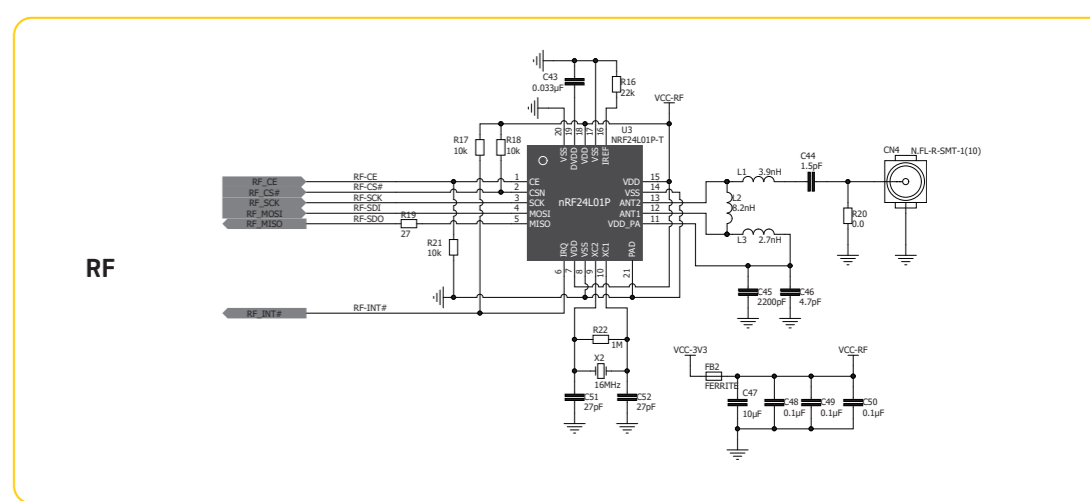 C43
0.033µF
R16
22k
VCC-RF
R17
10k
R18
10k
20
19
18
17
16
U3
NRF24L01P-T
VSS
DVDD
VDD
VSS
IREF
RF_CE
RF-CE
1
CE
RF_CS#
RF-CS#
2
CSN
RF_SCK
RF-SCK
3
SCK
RF_MOSI
RF-SDI
4
MOSI
RF_MISO
RF-SDO
R19
27
5
MISO
nRF24L01P
VDD
15
VSS
14
ANT2
13
ANT1
12
VDD_PA
11
IRQ
VDD
VSS
XC2
XC1
PAD
6
7
8
9
10
21
L1
3.9nH
L2
8.2nH
L3
2.7nH
C44
1.5pF
CN4
N.FL-R-SMT-1(10)
R20
0.0
R21
10k
RF
RF_INT#
RF-INT#
C45
2200pF
C46
4.7pF
R22
1M
X2
16MHz
C51
27pF
C52
27pF
VCC-3V3
VCC-RF
FB2
FERRITE
C47
10µF
C48
0.1µF
C49
0.1µF
C50
0.1µF